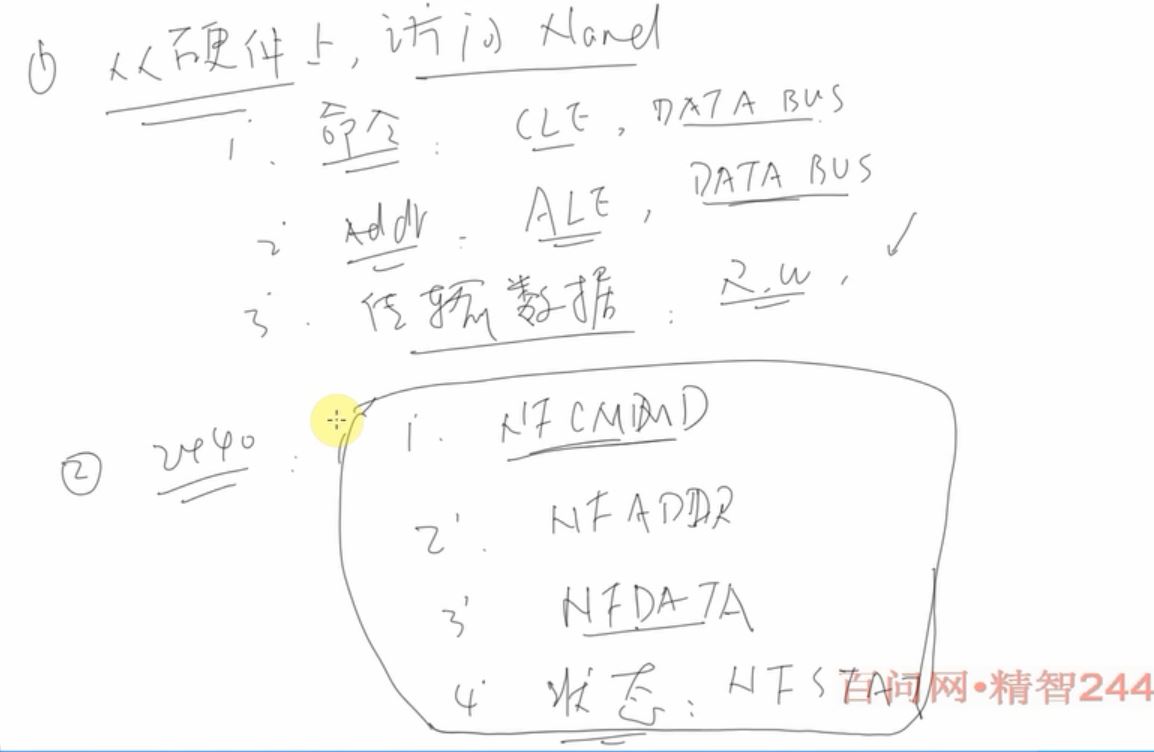 ① 从硬件上, 访问 Nand
1. 命令: CLE, DATA BUS
2. Addr: ALE, DATA BUS
3. 传输数据: R.W.
② 2440: 1. NFCMMD
2. NFADDR
3. NFDATA
4. 状态: NFSTAT
百问网·精智244